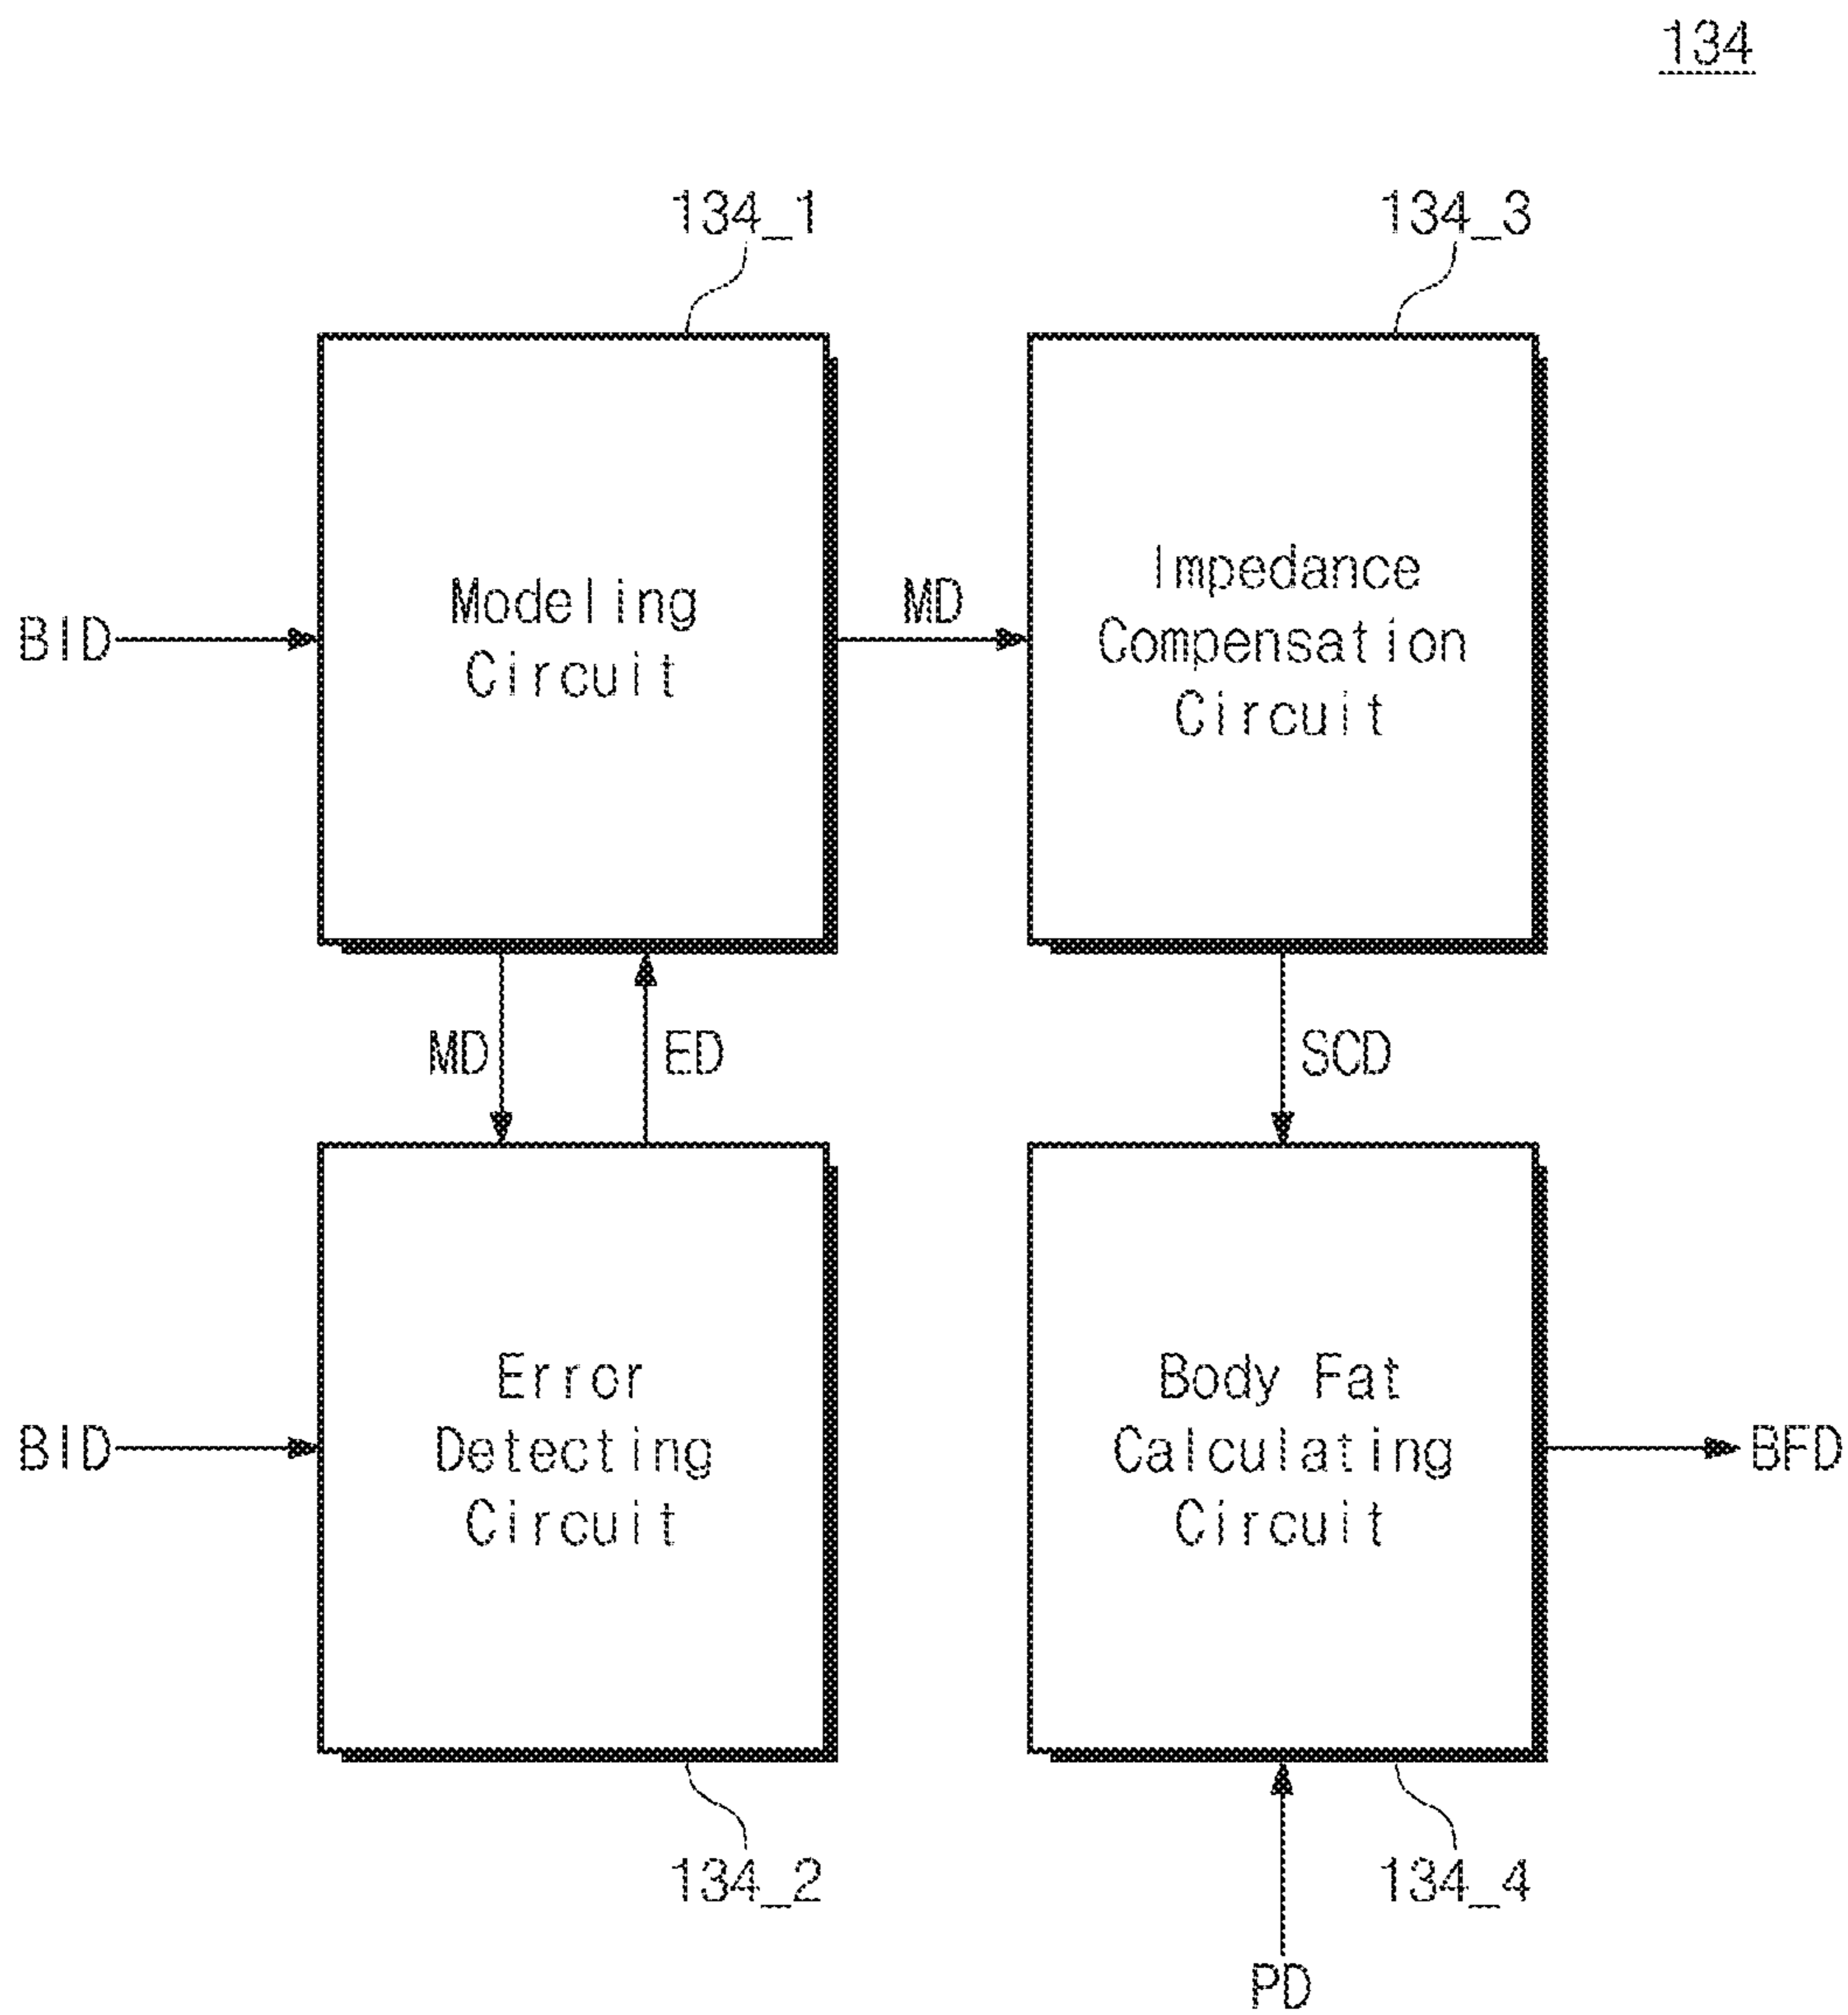 134
134_1
134_3
BID
Modeling
Circuit
MD
Impedance
Compensation
Circuit
MD
ED
SCD
BID
Error
Detecting
Circuit
Body Fat
Calculating
Circuit
BFD
134_2
134_4
PD